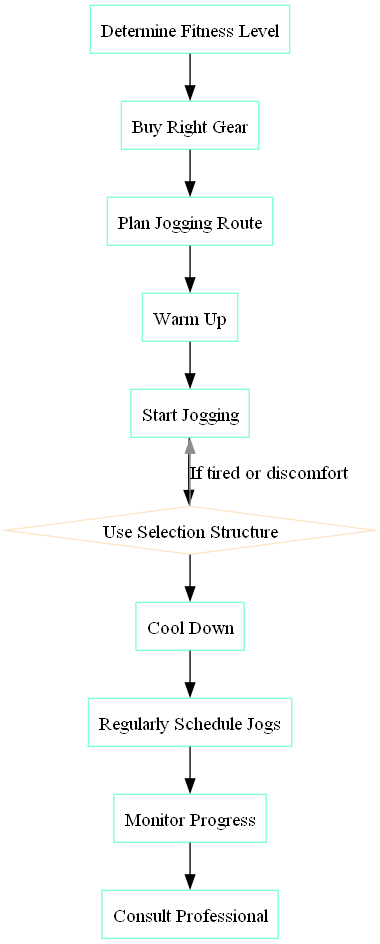 Determine Fitness Level
Buy Right Gear
Plan Jogging Route
Warm Up
Start Jogging
If tired or discomfort
Use Selection Structure
Cool Down
Regularly Schedule Jogs
Monitor Progress
Consult Professional